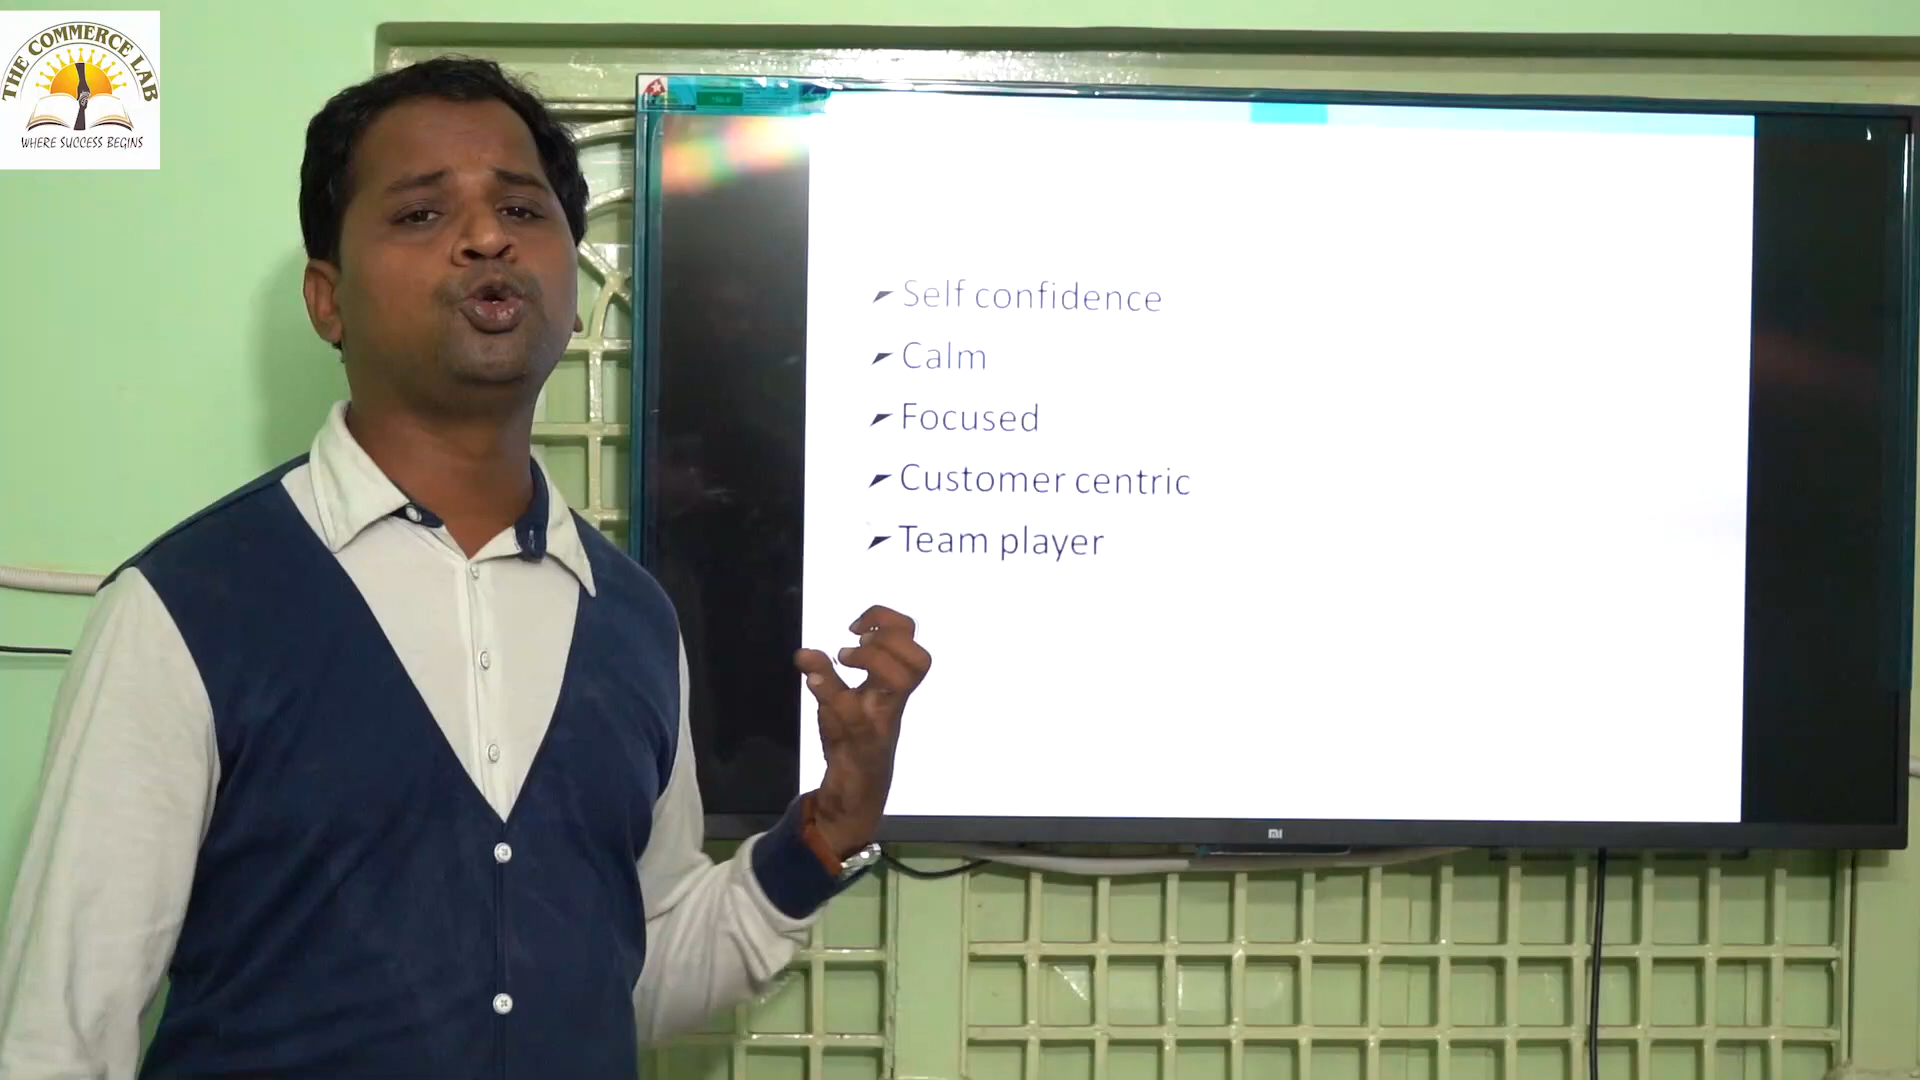 THE COMMERCE LAB
WHERE SUCCESS BEGINS
Self confidence
Calm
Focused
Customer centric
Team player
mi